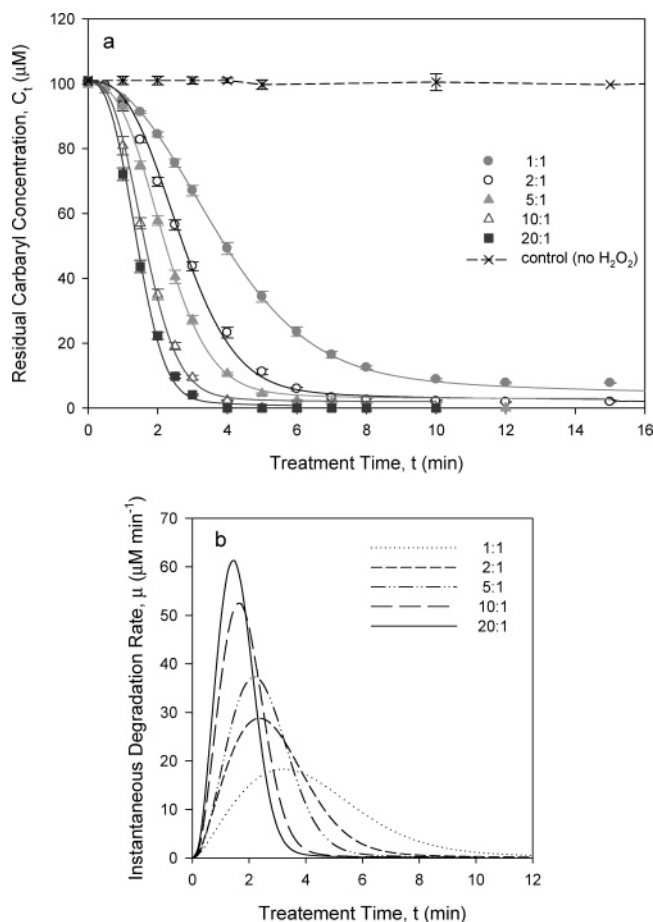 a
Residual Carbaryl Concentration, Cₜ (μM)
120
100
80
60
40
20
0
1:1
2:1
5:1
10:1
20:1
control (no H₂O₂)
0 2 4 6 8 10 12 14 16
Treatment Time, t (min)
b
Instantaneous Degradation Rate, μ (μM min⁻¹)
70
60
50
40
30
20
10
0
1:1
2:1
5:1
10:1
20:1
0 2 4 6 8 10 12
Treatement Time, t (min)